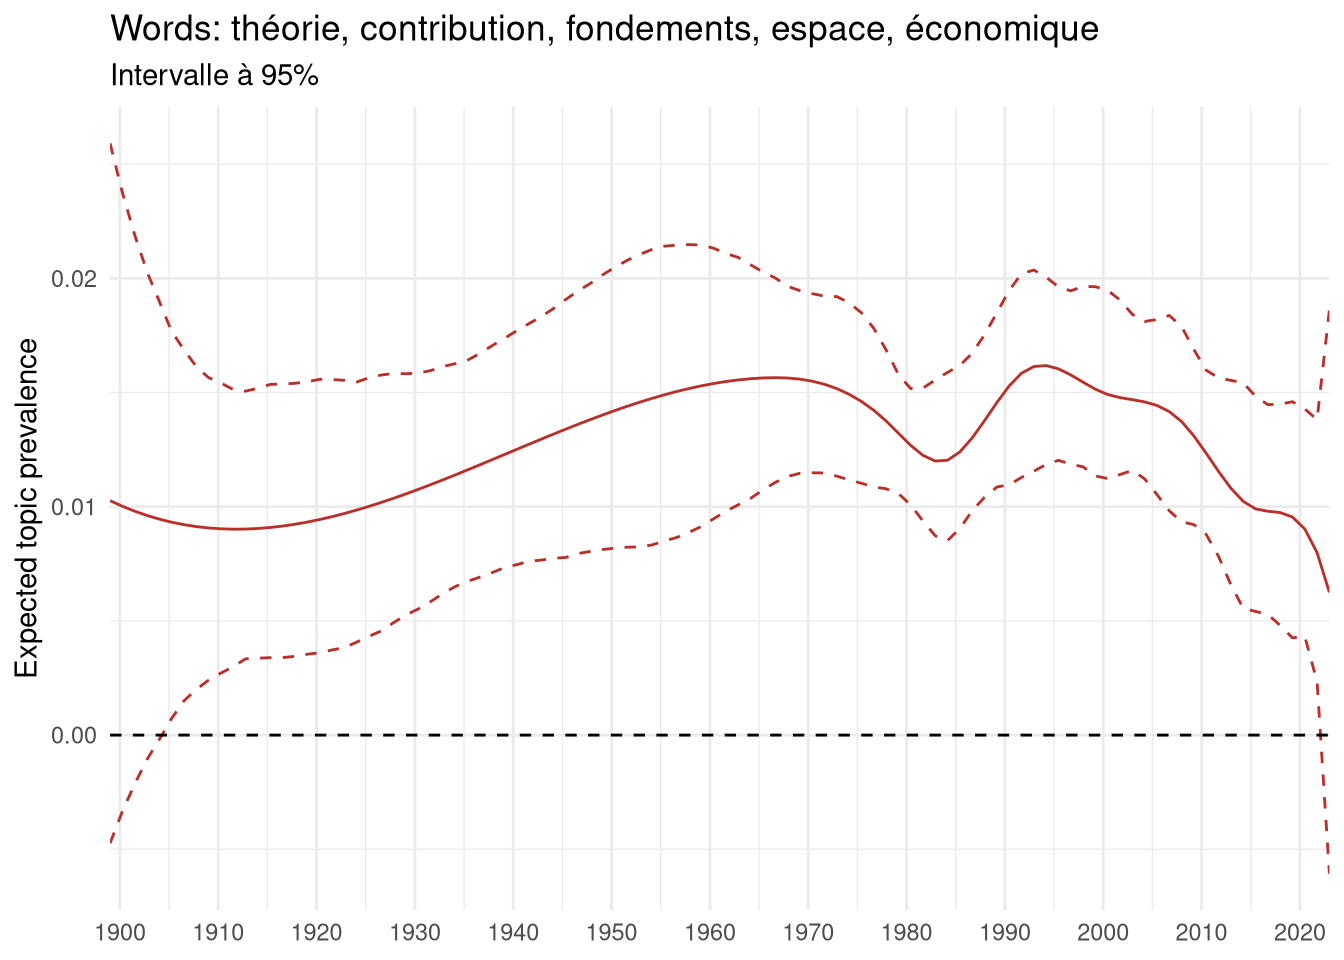 Words: théorie, contribution, fondements, espace, économique
Intervalle à 95%
Expected topic prevalence
0.02
0.01
0.00
1900 1910 1920 1930 1940 1950 1960 1970 1980 1990 2000 2010 2020